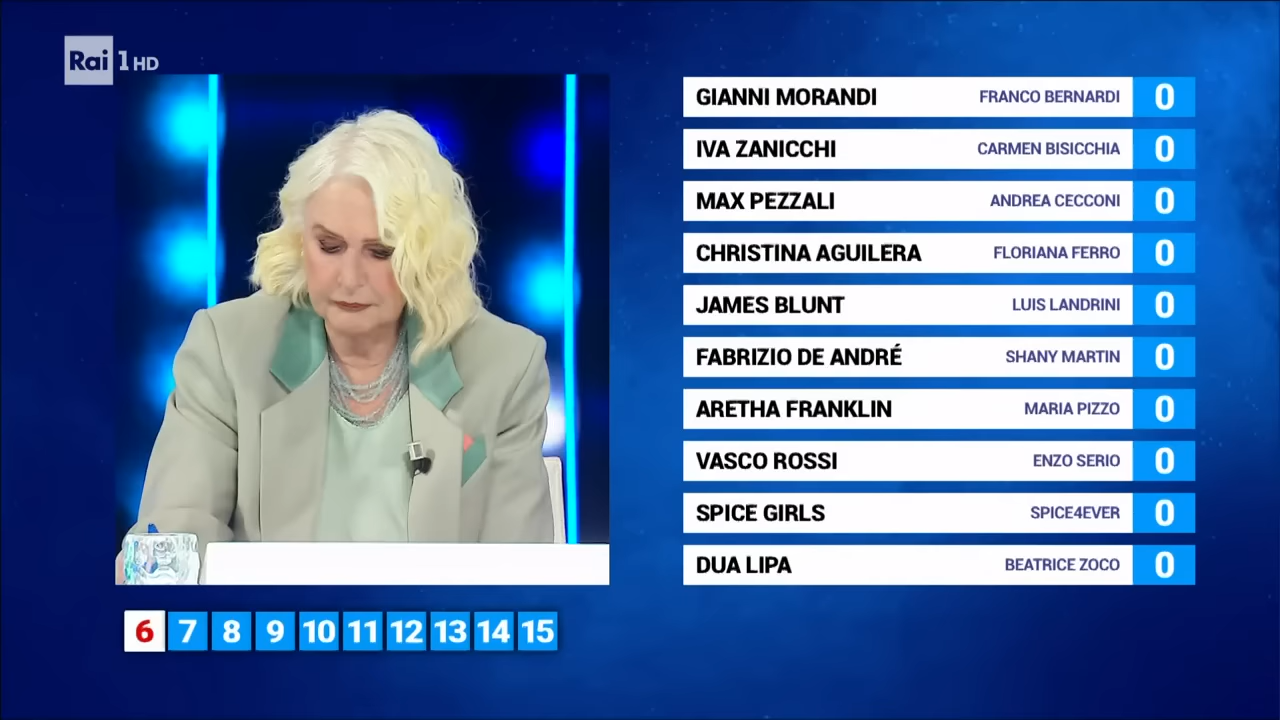 Rai 1 HD
GIANNI MORANDI FRANCO BERNARDI 0
IVA ZANICCHI CARMEN BISICCHIA 0
MAX PEZZALI ANDREA CECCONI 0
CHRISTINA AGUILERA FLORIANA FERRO 0
JAMES BLUNT LUIS LANDRINI 0
FABRIZIO DE ANDRÉ SHANY MARTIN 0
ARETHA FRANKLIN MARIA PIZZO 0
VASCO ROSSI ENZO SERIO 0
SPICE GIRLS SPICE4EVER 0
DUA LIPA BEATRICE ZOCO 0
6 7 8 9 10 11 12 13 14 15